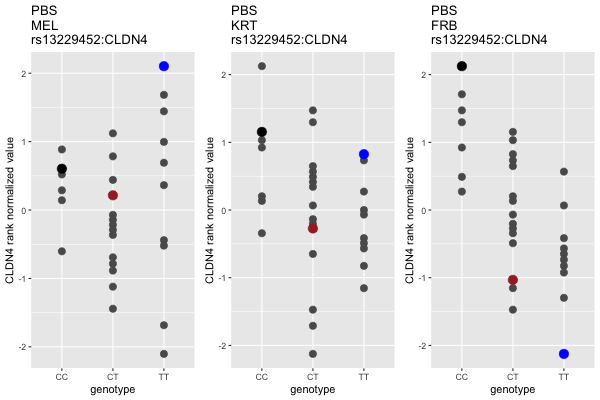 PBS
MEL
rs13229452:CLDN4
CLDN4 rank normalized value
2
1
0
-1
-2
CC
CT
TT
genotype
PBS
KRT
rs13229452:CLDN4
CLDN4 rank normalized value
2
1
0
-1
-2
CC
CT
TT
genotype
PBS
FRB
rs13229452:CLDN4
CLDN4 rank normalized value
2
1
0
-1
-2
CC
CT
TT
genotype